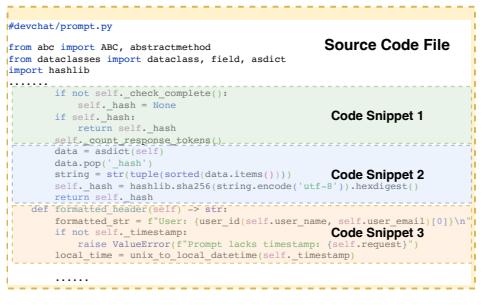 #devchat/prompt.py
from abc import ABC, abstractmethod
from dataclasses import dataclass, field, asdict
import hashlib
Source Code File
.......
if not self._check_complete():
self._hash = None
if self._hash:
return self._hash
self._count_response_tokens()
Code Snippet 1
data = asdict(self)
data.pop('_hash')
string = str(tuple(sorted(data.items())))
self._hash = hashlib.sha256(string.encode('utf-8')).hexdigest()
return self._hash
Code Snippet 2
def formatted_header(self) -> str:
formatted_str = f"User: {user_id(self.user_name, self.user_email)[0]}\n"
if not self._timestamp:
raise ValueError(f"Prompt lacks timestamp: {self.request}")
local_time = unix_to_local_datetime(self._timestamp)
Code Snippet 3
......